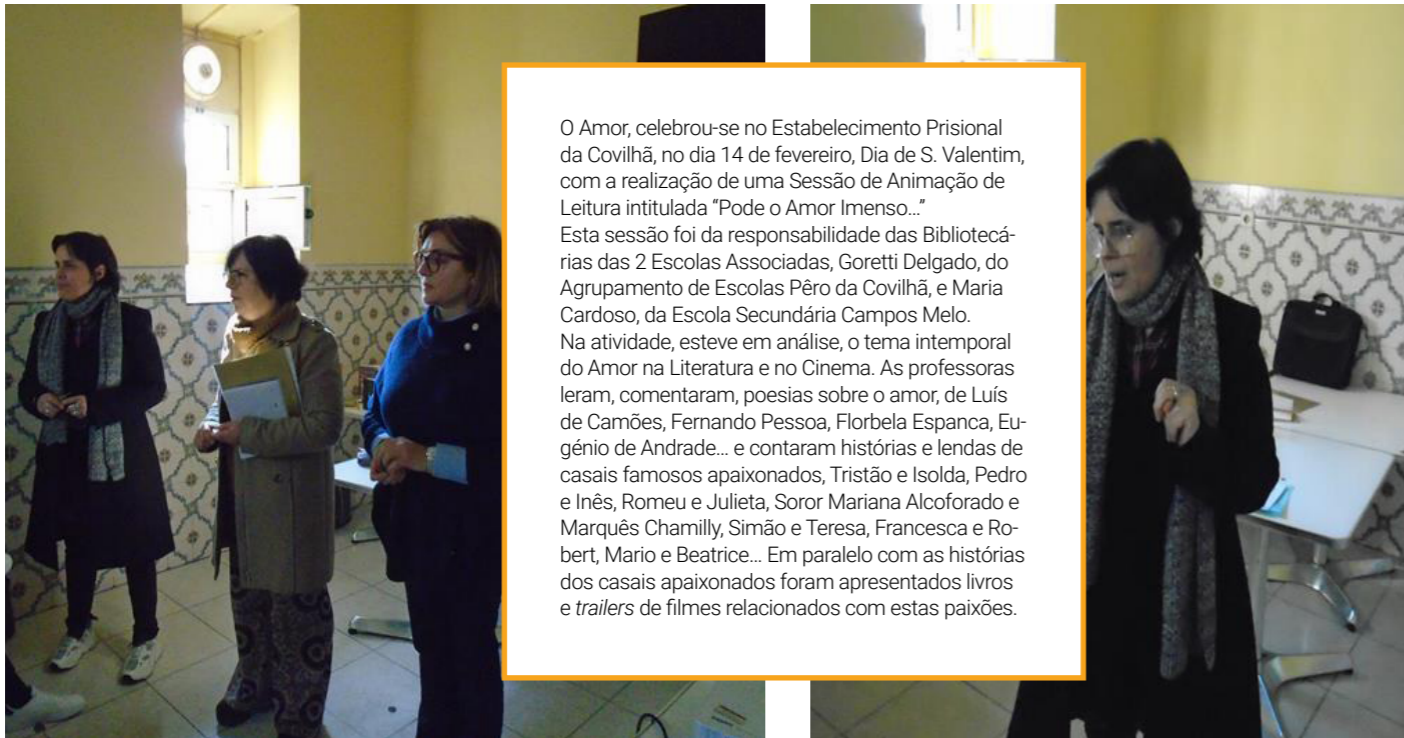 O Amor, celebrou-se no Estabelecimento Prisional
da Covilhã, no dia 14 de fevereiro, Dia de S. Valentim,
com a realização de uma Sessão de Animação de
Leitura intitulada “Pode o Amor Imenso…”
Esta sessão foi da responsabilidade das Bibliotecá-
rias das 2 Escolas Associadas, Goretti Delgado, do
Agrupamento de Escolas Pêro da Covilhã, e Maria
Cardoso, da Escola Secundária Campos Melo.
Na atividade, esteve em análise, o tema intemporal
do Amor na Literatura e no Cinema. As professoras
leram, comentaram, poesias sobre o amor, de Luís
de Camões, Fernando Pessoa, Florbela Espanca, Eu-
génio de Andrade… e contaram histórias e lendas de
casais famosos apaixonados, Tristão e Isolda, Pedro
e Inês, Romeu e Julieta, Soror Mariana Alcoforado e
Marquês Chamilly, Simão e Teresa, Francesca e Ro-
bert, Mario e Beatrice… Em paralelo com as histórias
dos casais apaixonados foram apresentados livros
e trailers de filmes relacionados com estas paixões.